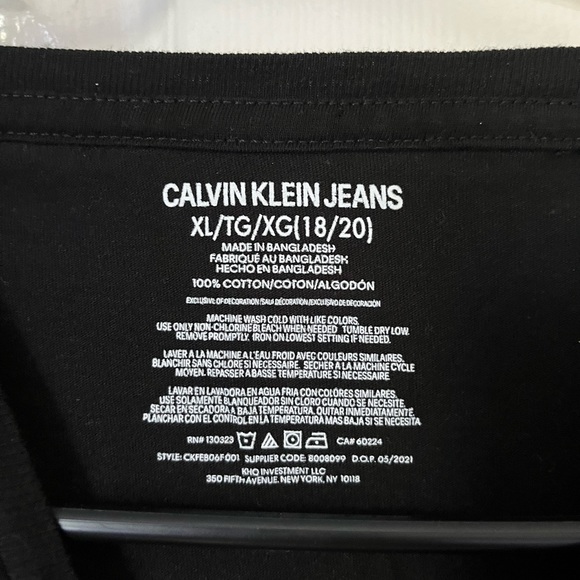 CALVIN KLEIN JEANS
XL/TG/XG(18/20)
MADE IN BANGLADESH
FABRIQUÉ AU BANGLADESH
HECHO EN BANGLADESH
100% COTTON/COTON/ALGODÓN
EXCLUSIVE OF DECORATION/SAUF DÉCORATION/EXCLUSIVO DE DECORACIÓN
MACHINE WASH COLD WITH LIKE COLORS.
USE ONLY NON-CHLORINE BLEACH WHEN NEEDED TUMBLE DRY LOW.
REMOVE PROMPTLY. IRON ON LOWEST SETTING IF NEEDED.
LAVER A LA MACHINE A L'EAU FROID AVEC COULEURS SIMILAIRES.
BLANCHIR SANS CHLORE SI NÉCESSAIRE. SECHER A LA MACHINE CYCLE
MOYEN. REPASSER A BASSE TEMPERATURE SI NECESSAIRE.
LAVAR EN LAVADORA EN AGUA FRIA CON COLORES SIMILARES.
USE SOLAMENTE BLANQUEADOR SIN CLORO CUANDO SE NECESITE.
SECAR EN SECADORA A BAJA TEMPERATURA. QUITAR INMEDIATAMENTE.
PLANCHAR CON EL CONTROL EN LA TEMPERATURA MAS BAJA SI SE NECESITA
RN# 130323 CA# 60224
STYLE: CKFEB06F001 SUPPLIER CODE: 8008099 D.O.P. 05/2021
KHQ INVESTMENT LLC
350 FIFTH AVENUE, NEW YORK, NY 10118